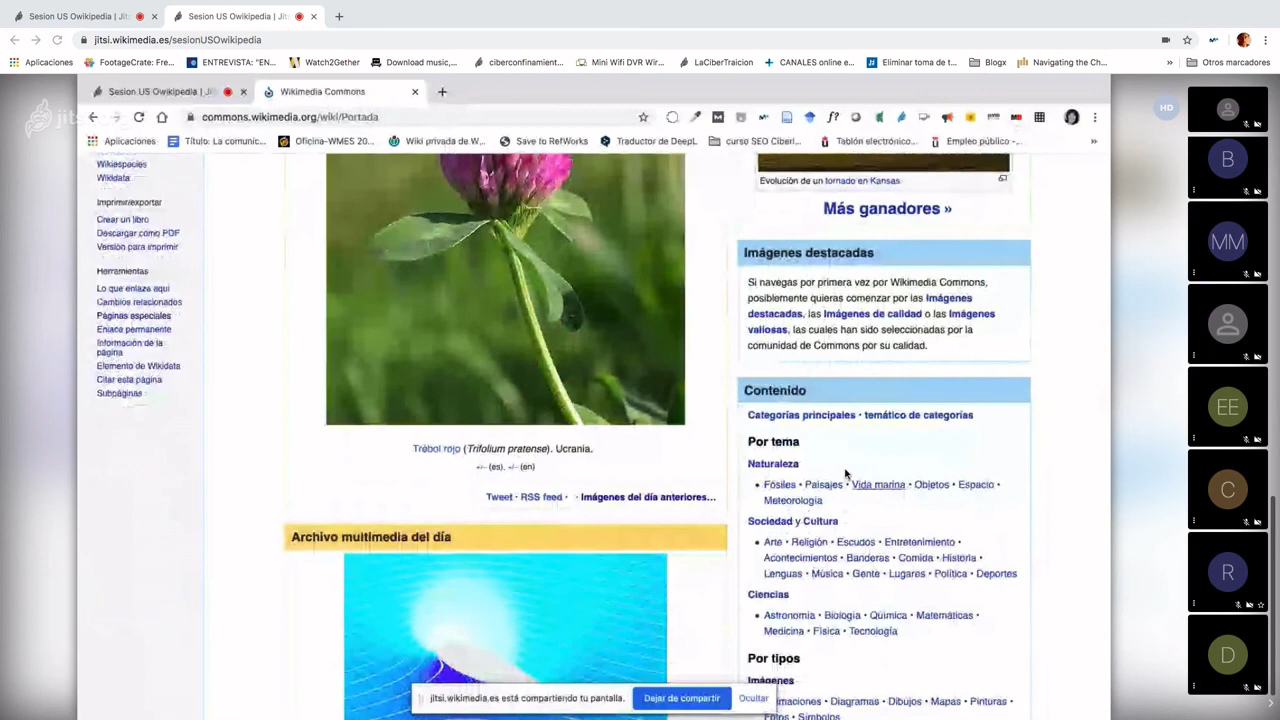 Sesion US Owikipedia | Jitsi
Sesion US Owikipedia | Jitsi
jitsi.wikimedia.es/sesionUSOwikipedia
Aplicaciones
FootageCrate: Fre...
ENTREVISTA: "EN...
Watch2Gether
Download music,...
ciberconfinamient...
Mini Wifi DVR Wir...
LaCiberTraicion
CANALES online e...
Eliminar toma de t...
Blogx
Navigating the Ch...
»
Otros marcadores
jits
HD
Sesion US Owikipedia | Jitsi
Wikimedia Commons
commons.wikimedia.org/wiki/Portada
Aplicaciones
Título: La comunic...
Oficina-WMES 20...
Wiki privada de W...
Save to RefWorks
Traductor de DeepL
curso SEO Ciberl...
Tablón electrónico...
Empleo público -...
»
Wikiespecies
Wikidata
Imprimir/exportar
Crear un libro
Descargar como PDF
Versión para imprimir
Herramientas
Lo que enlaza aquí
Cambios relacionados
Páginas especiales
Enlace permanente
Información de la
página
Elemento de Wikidata
Citar esta página
Subpáginas
Trébol rojo (Trifolium pratense). Ucrania.
+/− (es), +/− (en)
Tweet · RSS feed · Imágenes del día anteriores...
Archivo multimedia del día
Evolución de un tornado en Kansas
Más ganadores »
Imágenes destacadas
Si navegas por primera vez por Wikimedia Commons,
posiblemente quieras comenzar por las Imágenes
destacadas, las Imágenes de calidad o las Imágenes
valiosas, las cuales han sido seleccionadas por la
comunidad de Commons por su calidad.
Contenido
Categorías principales · temático de categorías
Por tema
Naturaleza
• Fósiles • Paisajes • Vida marina • Objetos • Espacio •
Meteorología
Sociedad y Cultura
• Arte • Religión • Escudos • Entretenimiento •
Acontecimientos • Banderas • Comida • Historia •
Lenguas • Música • Gente • Lugares • Política • Deportes
Ciencias
• Astronomía • Biología • Química • Matemáticas •
Medicina • Física • Tecnología
Por tipos
Imágenes
imaciones • Diagramas • Dibujos • Mapas • Pinturas •
Fotos • Símbolos
jitsi.wikimedia.es está compartiendo tu pantalla.
Dejar de compartir
Ocultar
B
MM
EE
C
R
D